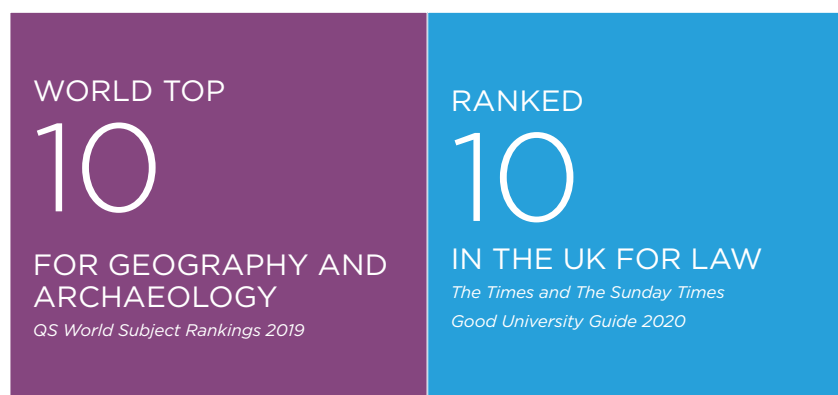 WORLD TOP
10
FOR GEOGRAPHY AND
ARCHAEOLOGY
QS World Subject Rankings 2019
RANKED
10
IN THE UK FOR LAW
The Times and The Sunday Times
Good University Guide 2020